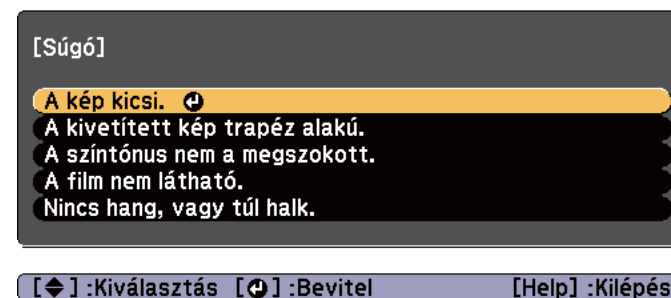 [Súgó]
A kép kicsi.
A kivetített kép trapéz alakú.
A színtónus nem a megszokott.
A film nem látható.
Nincs hang, vagy túl halk.
[◆] :Kiválasztás [↵] :Bevitel [Help] :Kilépés